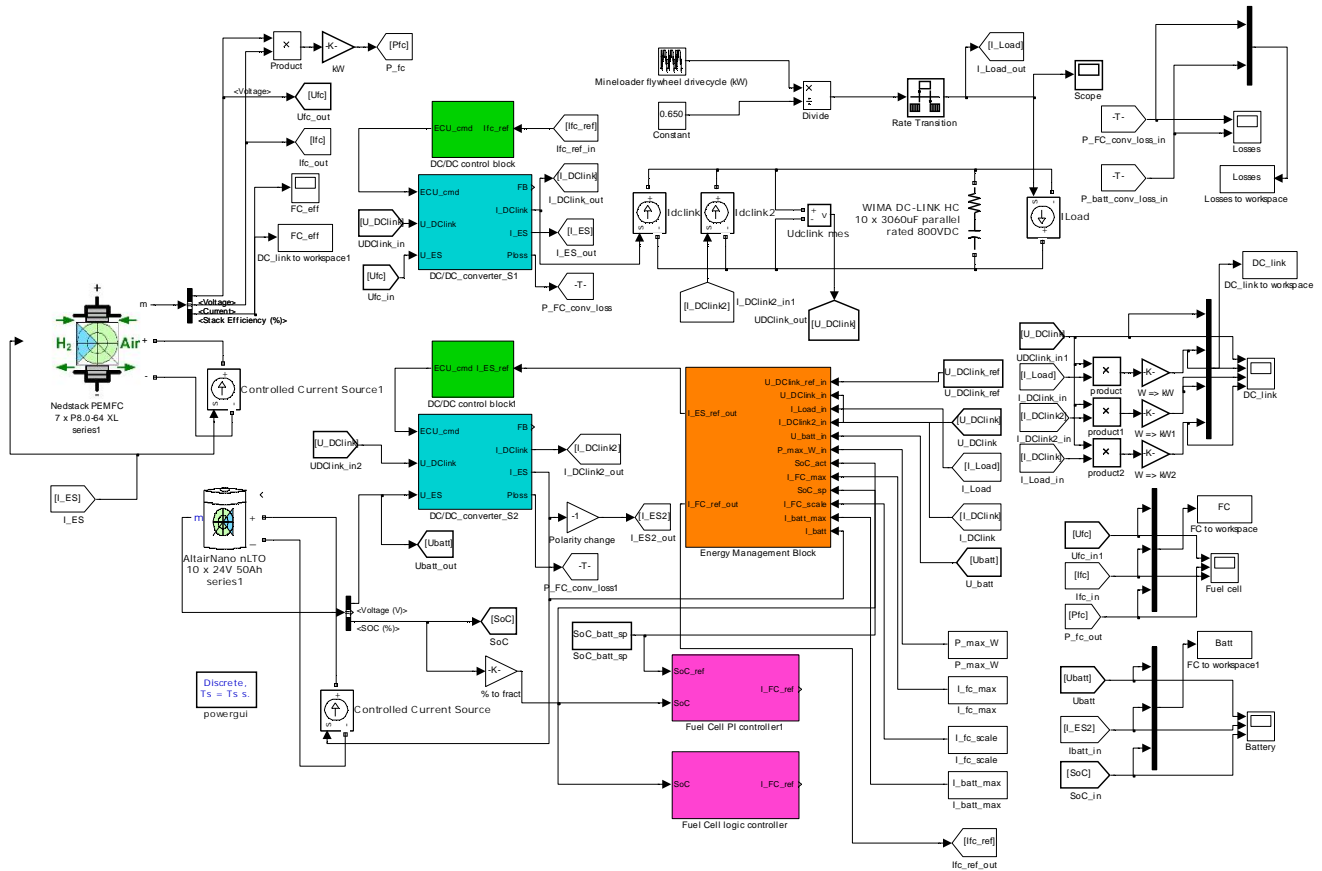 ×
Product
-K-
kW
[Pfc]
P_fc
<Voltage>
[Ufc]
Ufc_out
[Ifc]
Ifc_out
FC_eff
FC_eff
DC_link to workspace1
m
<Voltage>
<Current>
<Stack Efficiency (%)>
+
H2
Air
+
-
-
Nedstack PEMFC
7 x P8.0-64 XL
series1
s
+
-
Controlled Current Source1
[I_ES]
I_ES
m
+
_
AltairNano nLTO
10 x 24V 50Ah
series1
Discrete,
Ts = Ts s.
powergui
ECU_cmd
Ifc_ref
DC/DC control block
[Ifc_ref]
Ifc_ref_in
ECU_cmd
U_DClink
U_ES
FB
I_DClink
I_ES
Ploss
DC/DC_converter_S1
[U_DClink]
UDClink_in
[Ufc]
Ufc_in
[I_DClink]
I_DClink_out
[I_ES]
I_ES_out
-T-
P_FC_conv_loss
ECU_cmd
I_ES_ref
DC/DC control block1
ECU_cmd
U_DClink
U_ES
FB
I_DClink
I_ES
Ploss
DC/DC_converter_S2
[U_DClink]
UDClink_in2
[Ubatt]
Ubatt_out
[I_DClink2]
I_DClink2_out
-1
Polarity change
[I_ES2]
I_ES2_out
-T-
P_FC_conv_loss1
<Voltage (V)>
<SOC (%)>
[SoC]
SoC
-K-
% to fract
s
+
-
Controlled Current Source
SoC_batt_sp
SoC_batt_sp
SoC_ref
SoC
I_FC_ref
Fuel Cell PI controller1
SoC
I_FC_ref
Fuel Cell logic controller
Mineloader flywheel drivecycle (kW)
0.650
Constant
×
÷
Divide
Rate Transition
[I_Load]
I_Load_out
Scope
s
+
-
Idclink
s
+
-
Idclink2
+
-
v
Udclink mes
WIMA DC-LINK HC
10 x 3060uF parallel
rated 800VDC
s
-
+
ILoad
[I_DClink2]
I_DClink2_in1
[U_DClink]
UDClink_out
I_ES_ref_out
I_FC_ref_out
U_DClink_ref_in
U_DClink_in
I_Load_in
I_DClink2_in
U_batt_in
P_max_W_in
SoC_act
I_FC_max
SoC_sp
I_FC_scale
I_batt_max
I_batt
Energy Management Block
U_DClink_ref
U_DClink_ref
[U_DClink]
U_DClink
[I_Load]
I_Load
[I_DClink]
I_DClink
[Ubatt]
U_batt
P_max_W
P_max_W
I_fc_max
I_fc_max
I_fc_scale
I_fc_scale
I_batt_max
I_batt_max
[Ifc_ref]
Ifc_ref_out
-T-
P_FC_conv_loss_in
-T-
P_batt_conv_loss_in
Losses
Losses
Losses to workspace
DC_link
DC_link to workspace
[U_DClink]
UDClink_in1
[I_Load]
I_DClink_in
[I_DClink2]
I_DClink2_in
[I_DClink]
I_Load_in
×
product
×
product1
×
product2
-K-
W => kW
-K-
W => kW1
-K-
W => kW2
DC_link
[Ufc]
Ufc_in1
[Ifc]
Ifc_in
[Pfc]
P_fc_out
FC
FC to workspace
Fuel cell
[Ubatt]
Ubatt
[I_ES2]
Ibatt_in
[SoC]
SoC_in
Batt
FC to workspace1
Battery